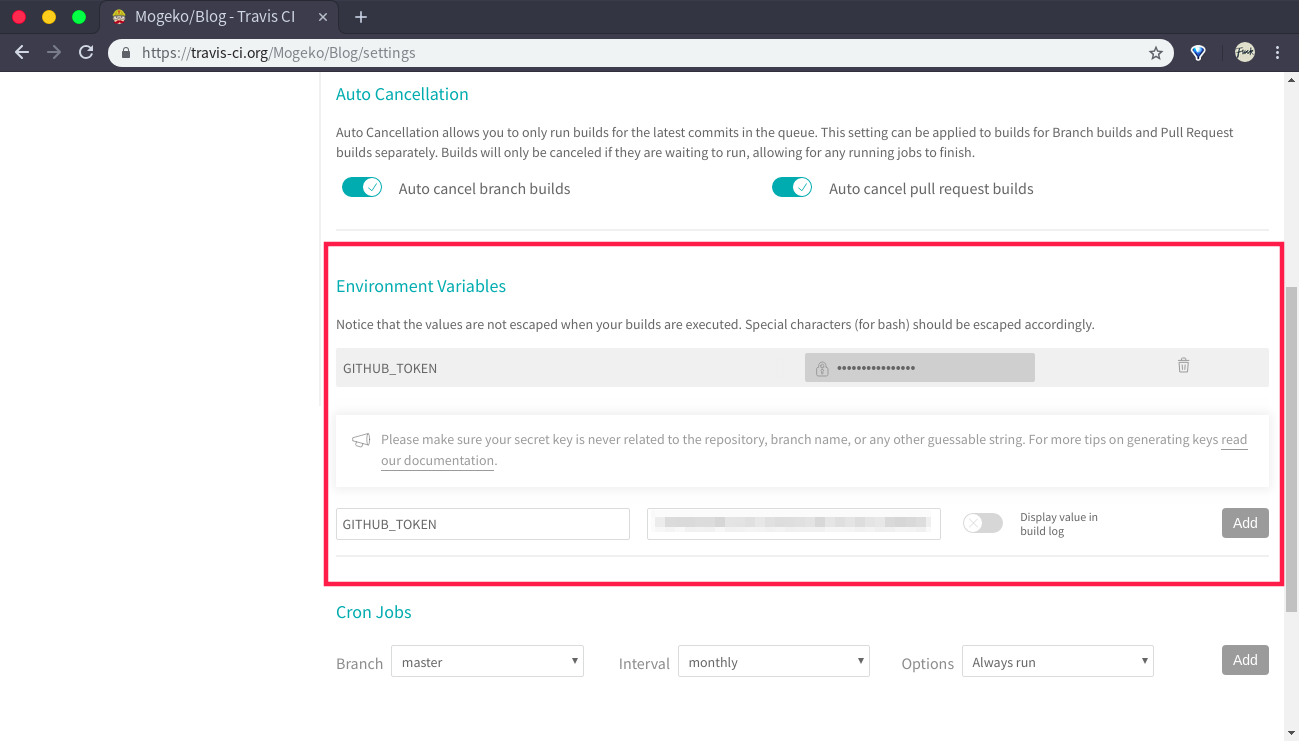 Mogeko/Blog - Travis CI
https://travis-ci.org/Mogeko/Blog/settings
Auto Cancellation
Auto Cancellation allows you to only run builds for the latest commits in the queue. This setting can be applied to builds for Branch builds and Pull Request
builds separately. Builds will only be canceled if they are waiting to run, allowing for any running jobs to finish.
Auto cancel branch builds
Auto cancel pull request builds
Environment Variables
Notice that the values are not escaped when your builds are executed. Special characters (for bash) should be escaped accordingly.
GITHUB_TOKEN ••••••••••••••••
Please make sure your secret key is never related to the repository, branch name, or any other guessable string. For more tips on generating keys read
our documentation.
GITHUB_TOKEN
Display value in
build log
Add
Cron Jobs
Branch master Interval monthly Options Always run Add